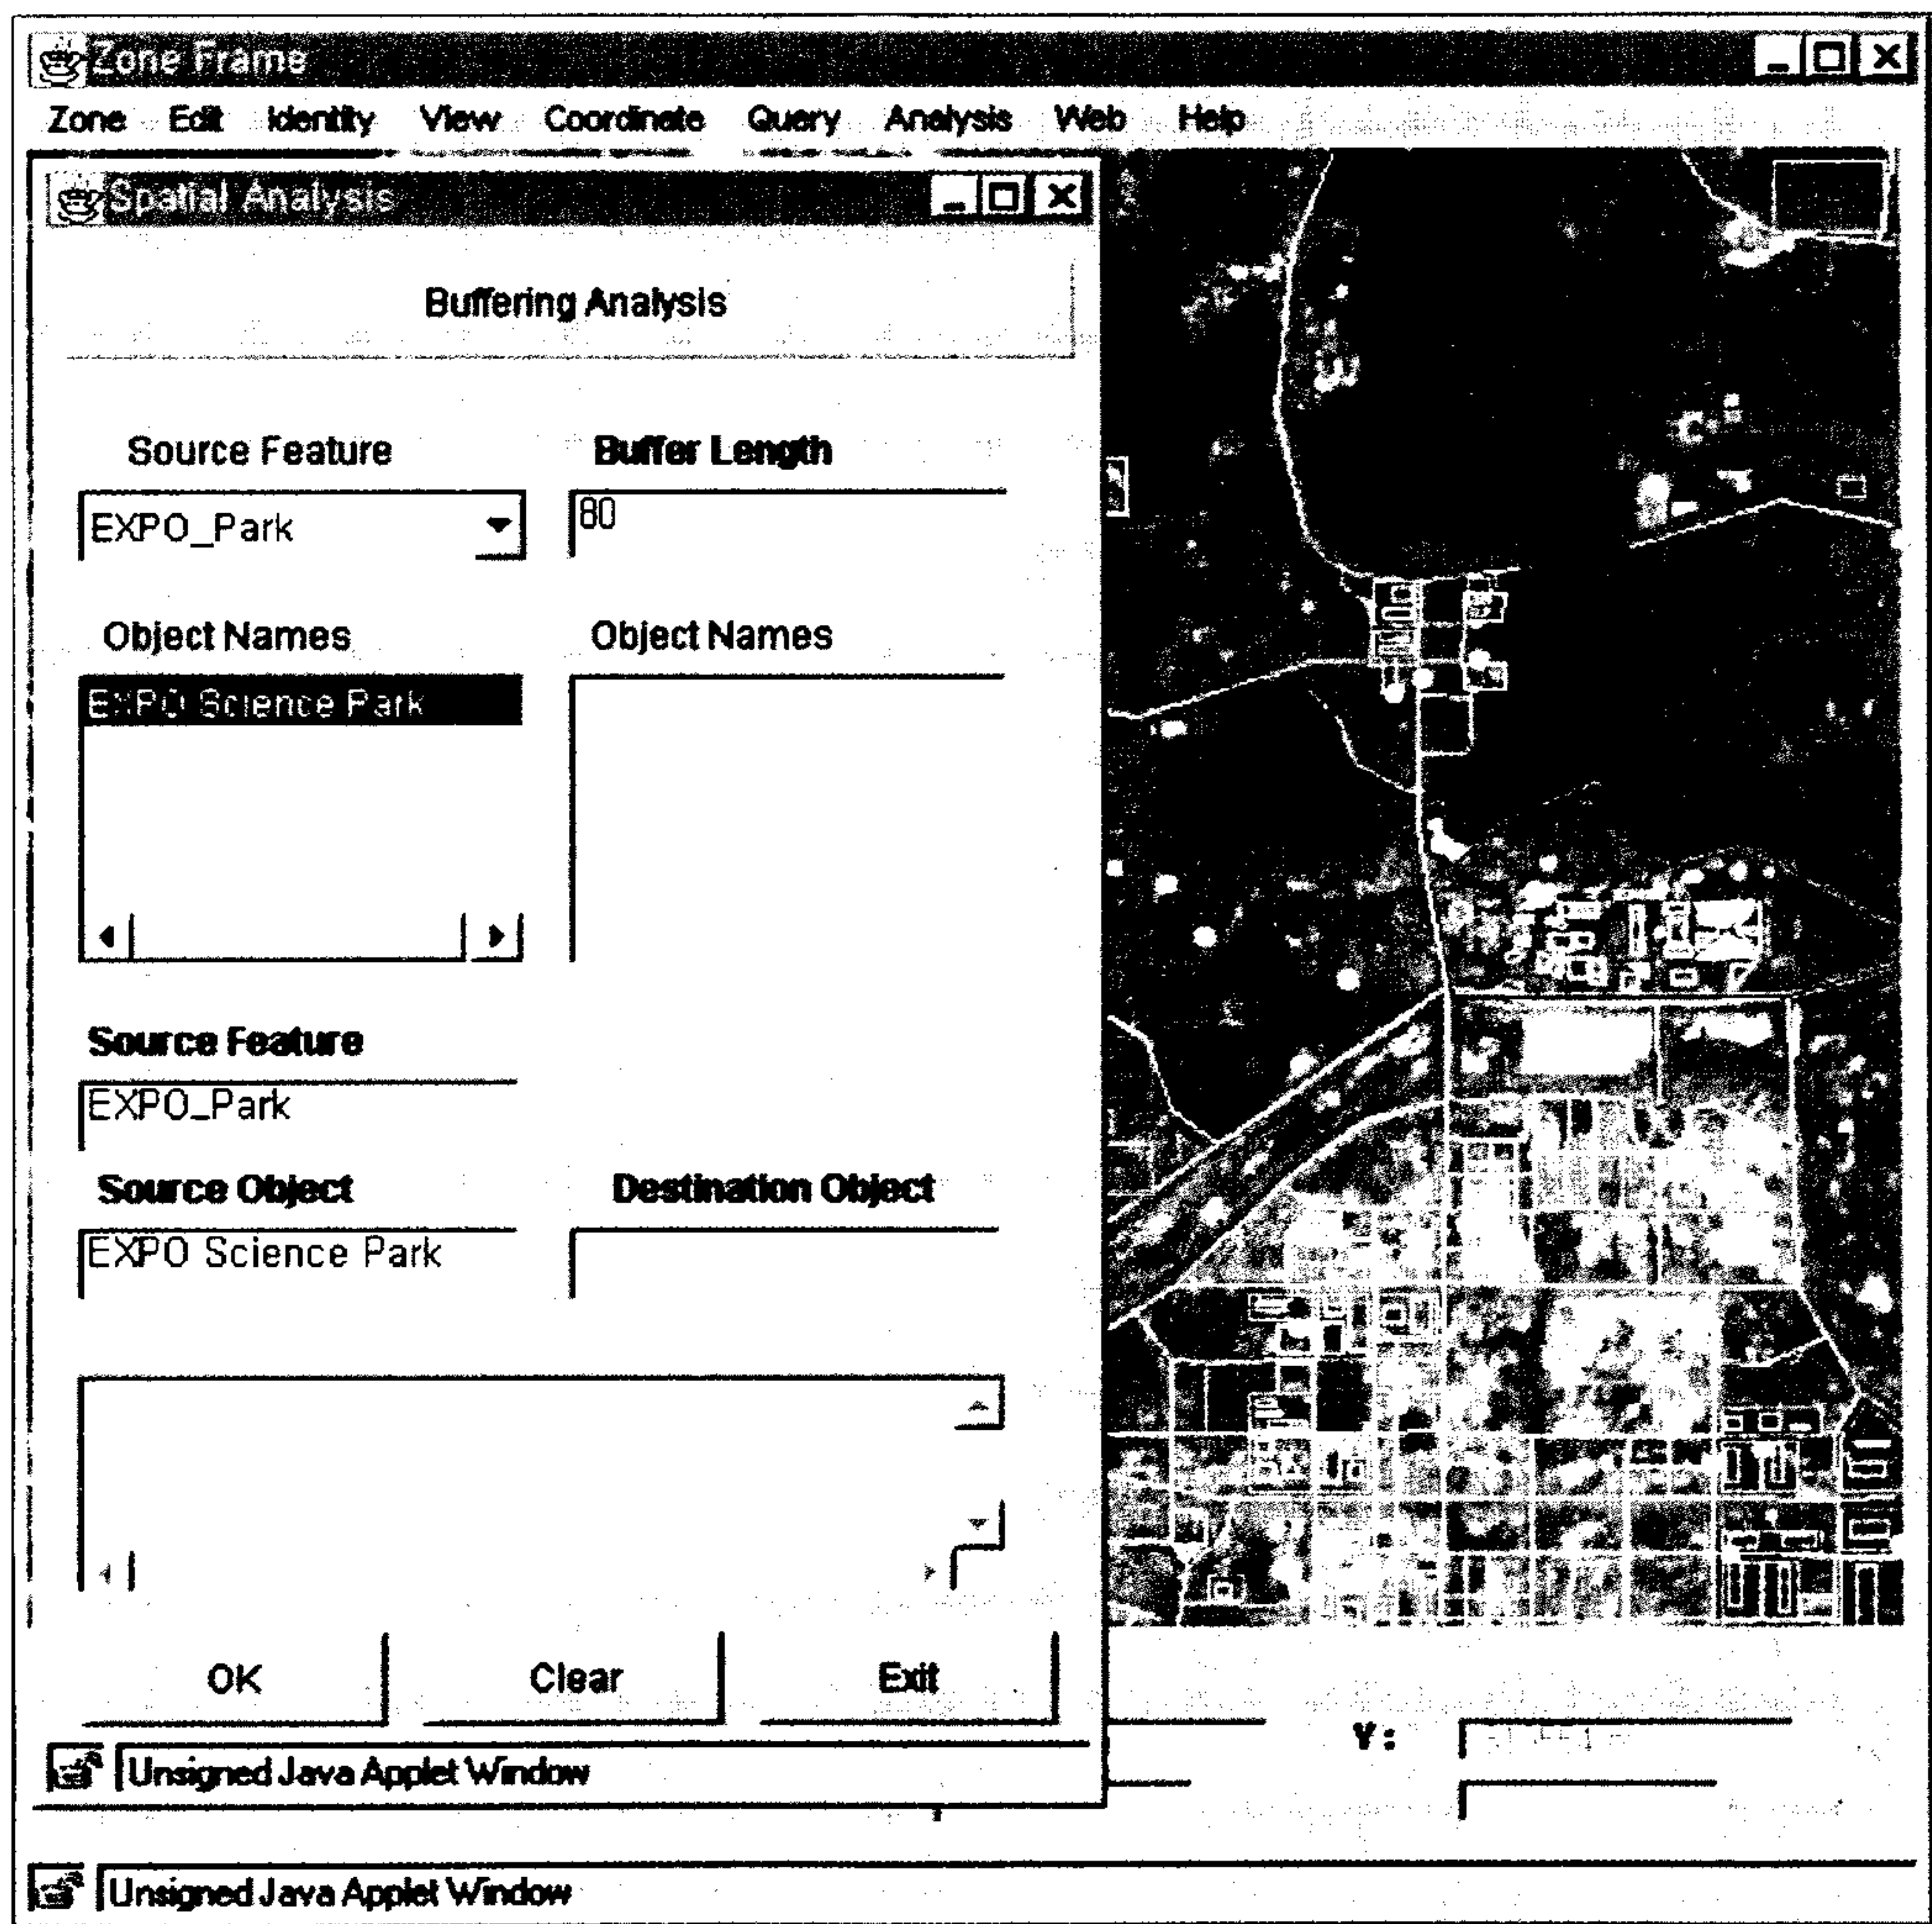 Zone Frame
Zone Edit Identity View Coordinate Query Analysis Web Help
Spatial Analysis
Buffering Analysis
Source Feature Buffer Length
EXPO_Park 80
Object Names Object Names
EXPO Science Park
Source Feature
EXPO_Park
Source Object Destination Object
EXPO Science Park
OK Clear Exit
Y:
Unsigned Java Applet Window
Unsigned Java Applet Window